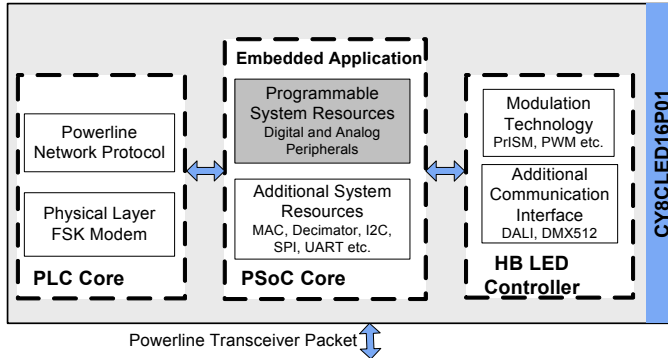 Powerline
Network Protocol
Physical Layer
FSK Modem
PLC Core
Embedded Application
Programmable
System Resources
Digital and Analog
Peripherals
Additional System
Resources
MAC, Decimator, I2C,
SPI, UART etc.
PSoC Core
Modulation
Technology
PrISM, PWM etc.
Additional
Communication
Interface
DALI, DMX512
HB LED
Controller
CY8CLED16P01
Powerline Transceiver Packet